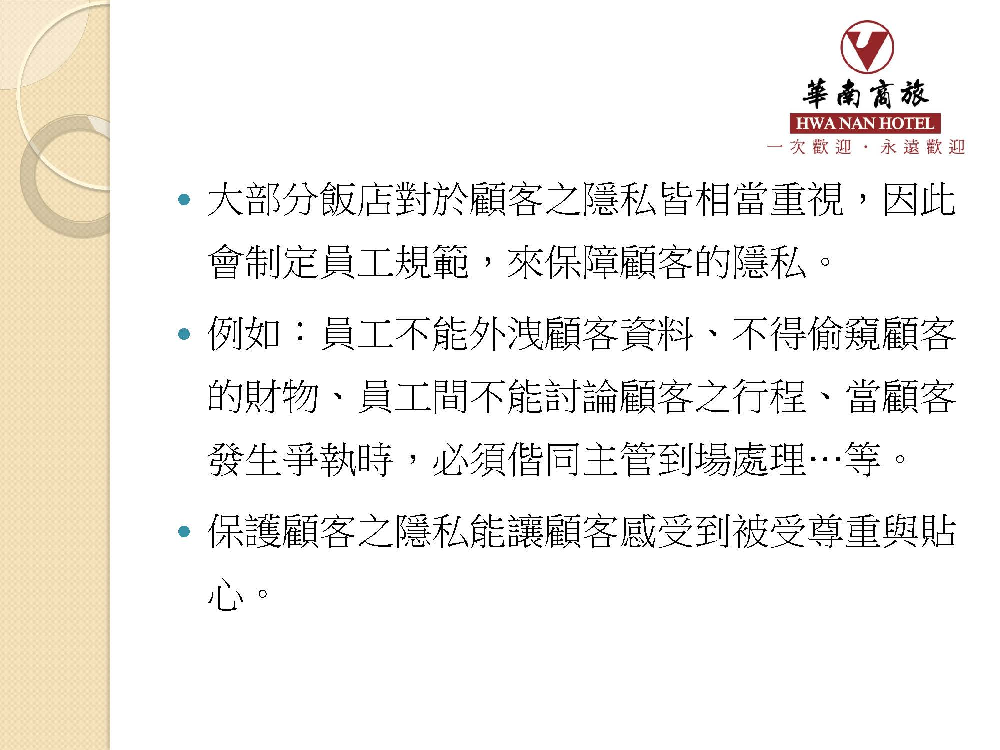 華南商旅
HWA NAN HOTEL
一次歡迎．永遠歡迎
• 大部分飯店對於顧客之隱私皆相當重視，因此
會制定員工規範，來保障顧客的隱私。
• 例如：員工不能外洩顧客資料、不得偷窺顧客
的財物、員工間不能討論顧客之行程、當顧客
發生爭執時，必須偕同主管到場處理…等。
• 保護顧客之隱私能讓顧客感受到被受尊重與貼
心。